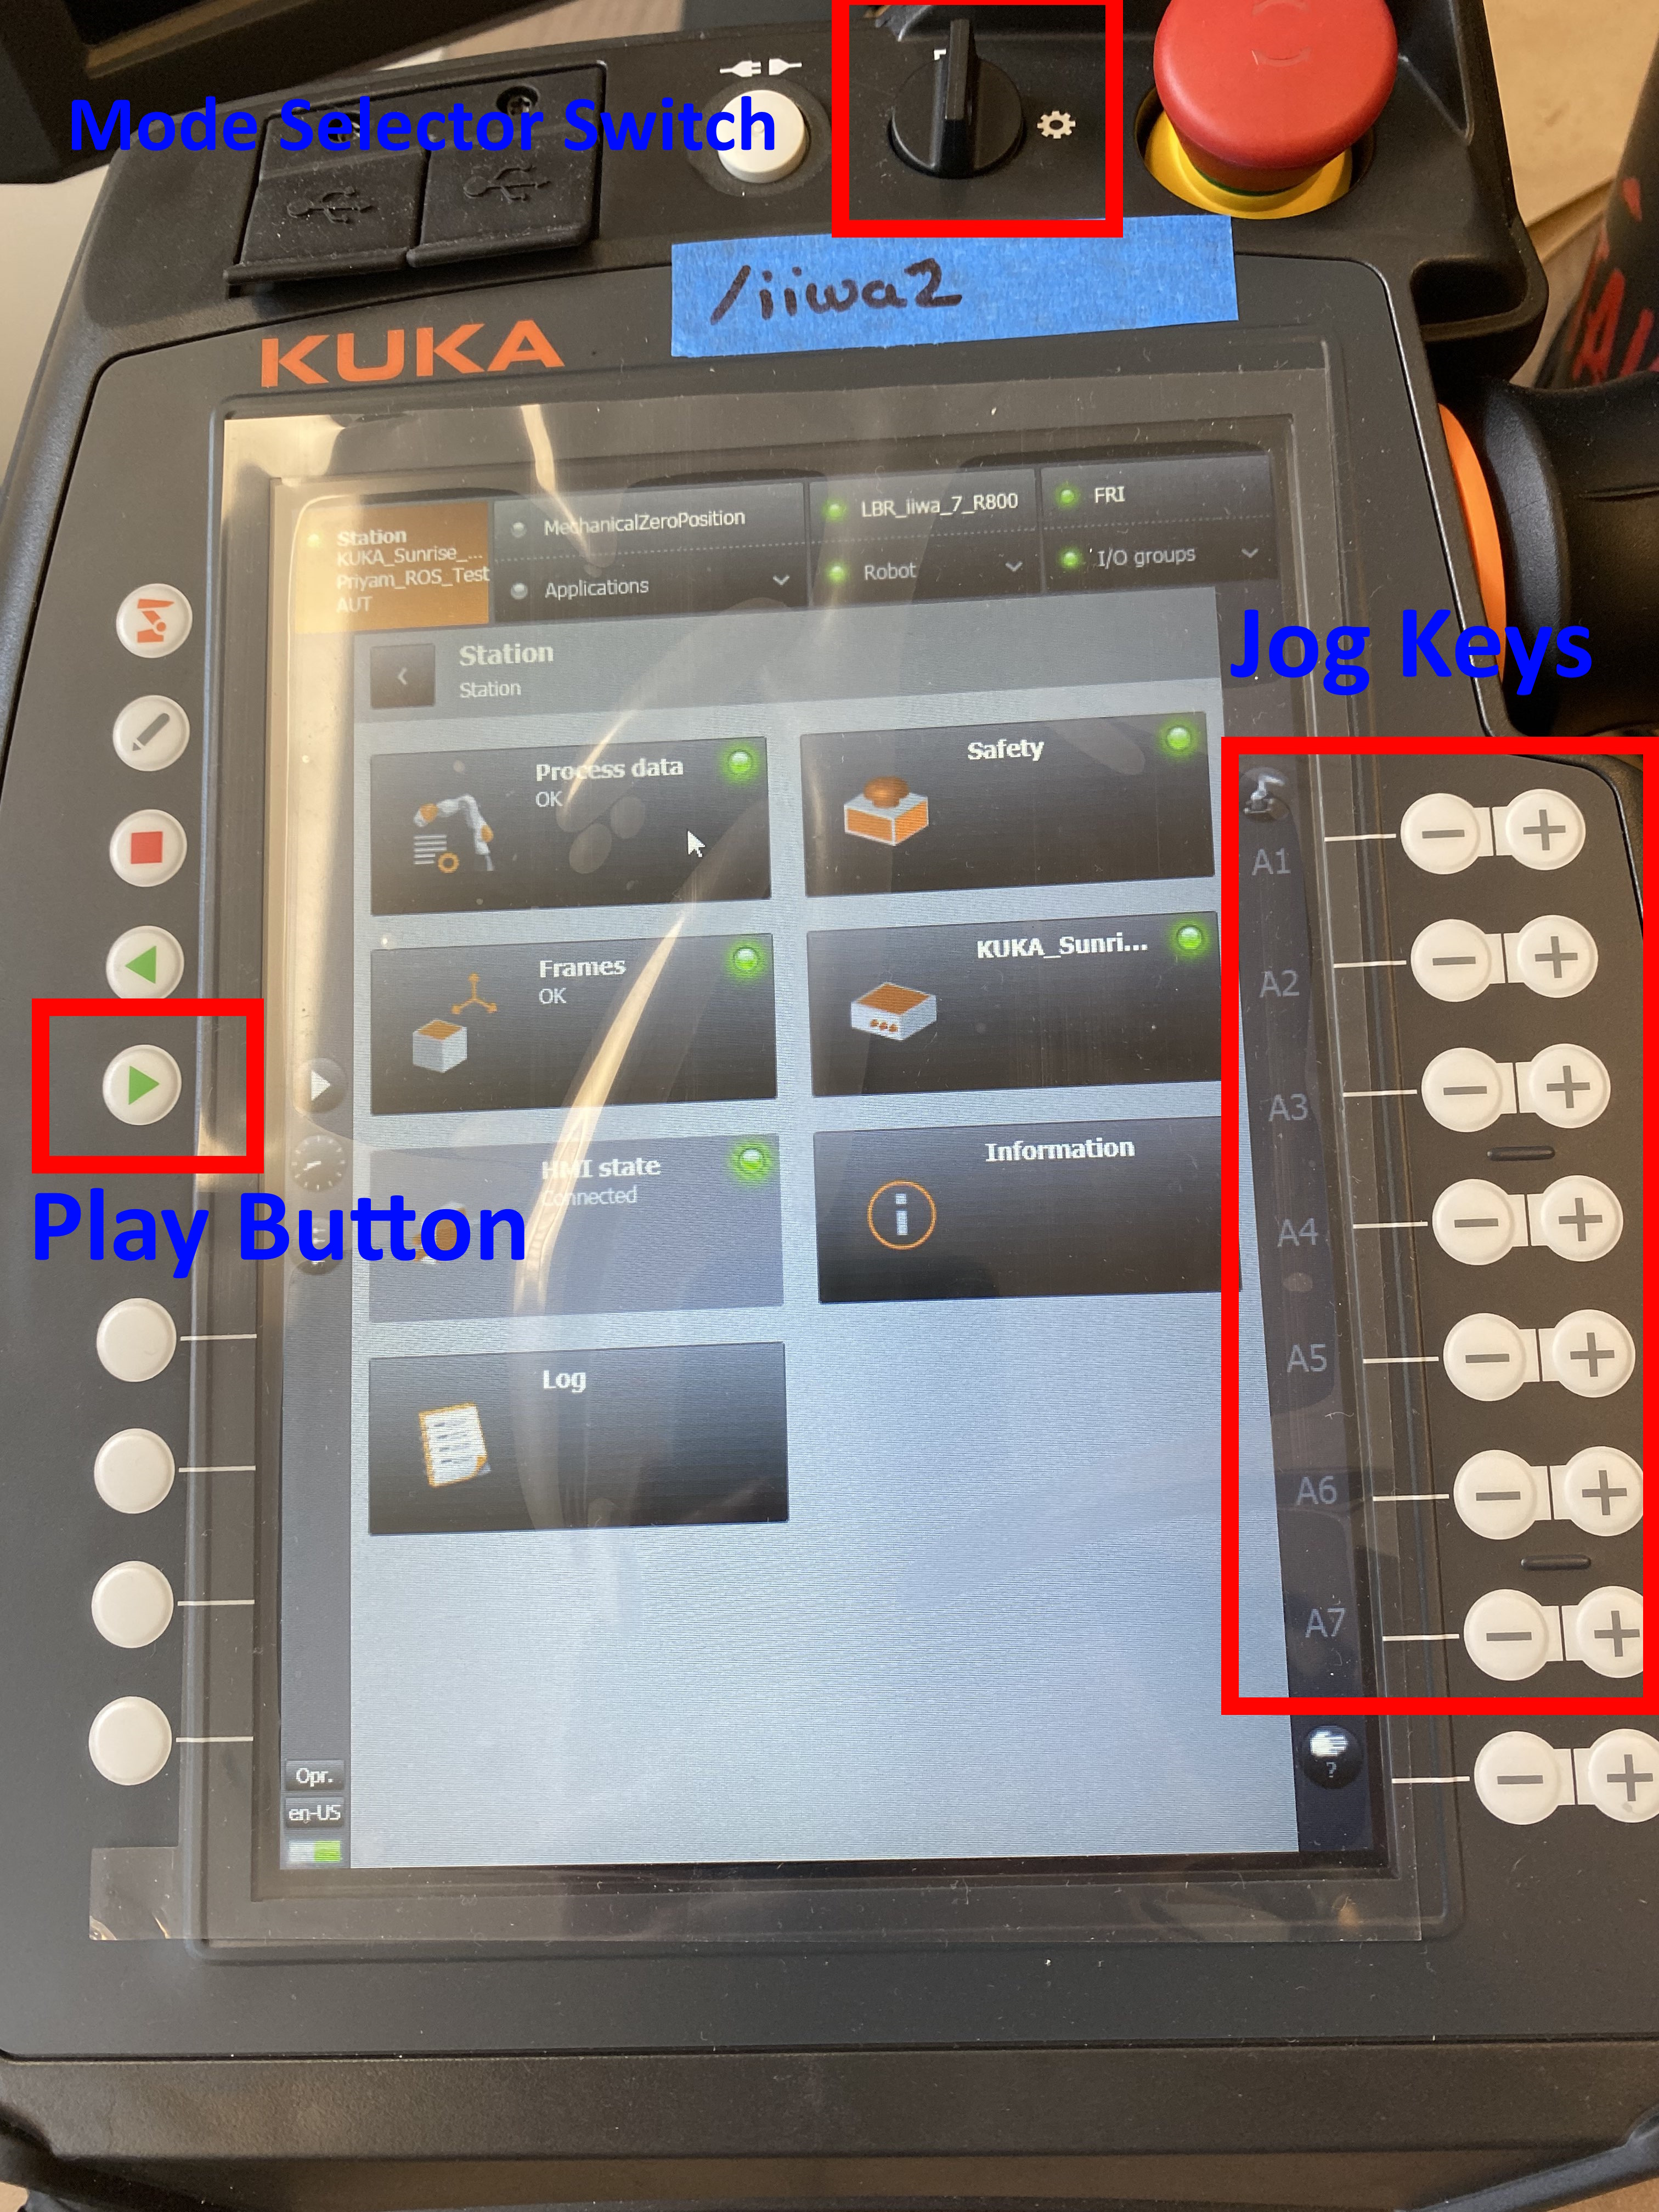 Mode Selector Switch
/iiwa2
KUKA
Station
KUKA_Sunrise_...
Priyam_ROS_Test
AUT
MechanicalZeroPosition
Applications
LBR_iiwa_7_R800
Robot
FRI
I/O groups
Station
Station
Jog Keys
Process data
OK
Safety
A1
Frames
OK
KUKA_Sunri...
A2
A3
HMI state
Connected
Information
Play Button
A4
A5
Log
A6
A7
Opr.
?
en-US